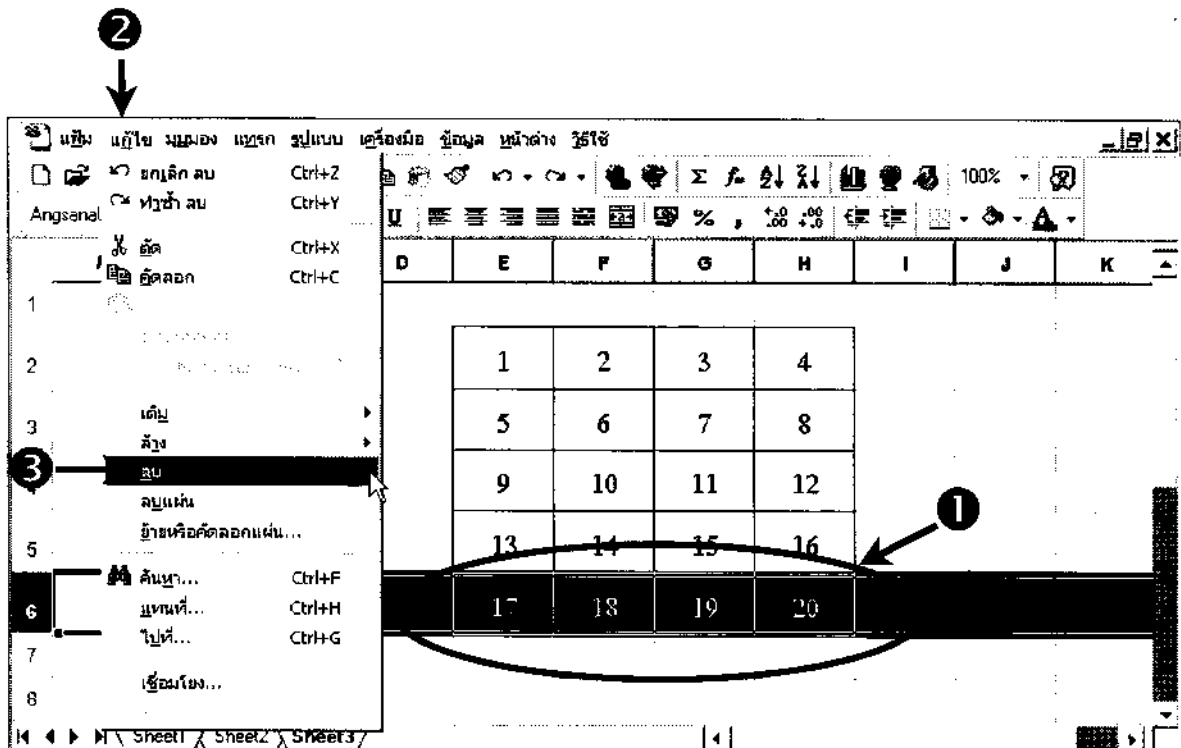 2
แฟ้ม แก้ไข มุมมอง แทรก รูปแบบ เครื่องมือ ข้อมูล หน้าต่าง วิธีใช้
ยกเลิก ลบ Ctrl+Z
100%
ทำซ้ำ ลบ Ctrl+Y
Angsana
U % ,
ตัด Ctrl+X
D E F G H I J K
คัดลอก Ctrl+C
1
2 1 2 3 4
เติม
3 5 6 7 8
ล้าง
3 ลบ
9 10 11 12
ลบแผ่น
1
ย้ายหรือคัดลอกแผ่น...
5 13 14 15 16
ค้นหา... Ctrl+F
6 แทนที่... Ctrl+H 17 18 19 20
ไปที่... Ctrl+G
7
เชื่อมโยง...
8
Sheet1 Sheet2 Sheet3